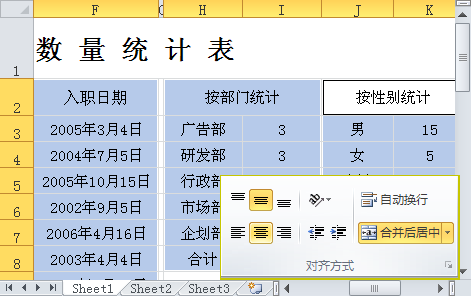 F G H I J K
1 数 量 统 计 表
2 入职日期 按部门统计 按性别统计
3 2005年3月4日 广告部 3 男 15
4 2004年7月5日 研发部 3 女 5
5 2005年10月15日 行政部
6 2002年9月5日 市场部
7 2006年4月16日 企划部
8 2003年4月4日 合计
自动换行
合并后居中
对齐方式
Sheet1 Sheet2 Sheet3